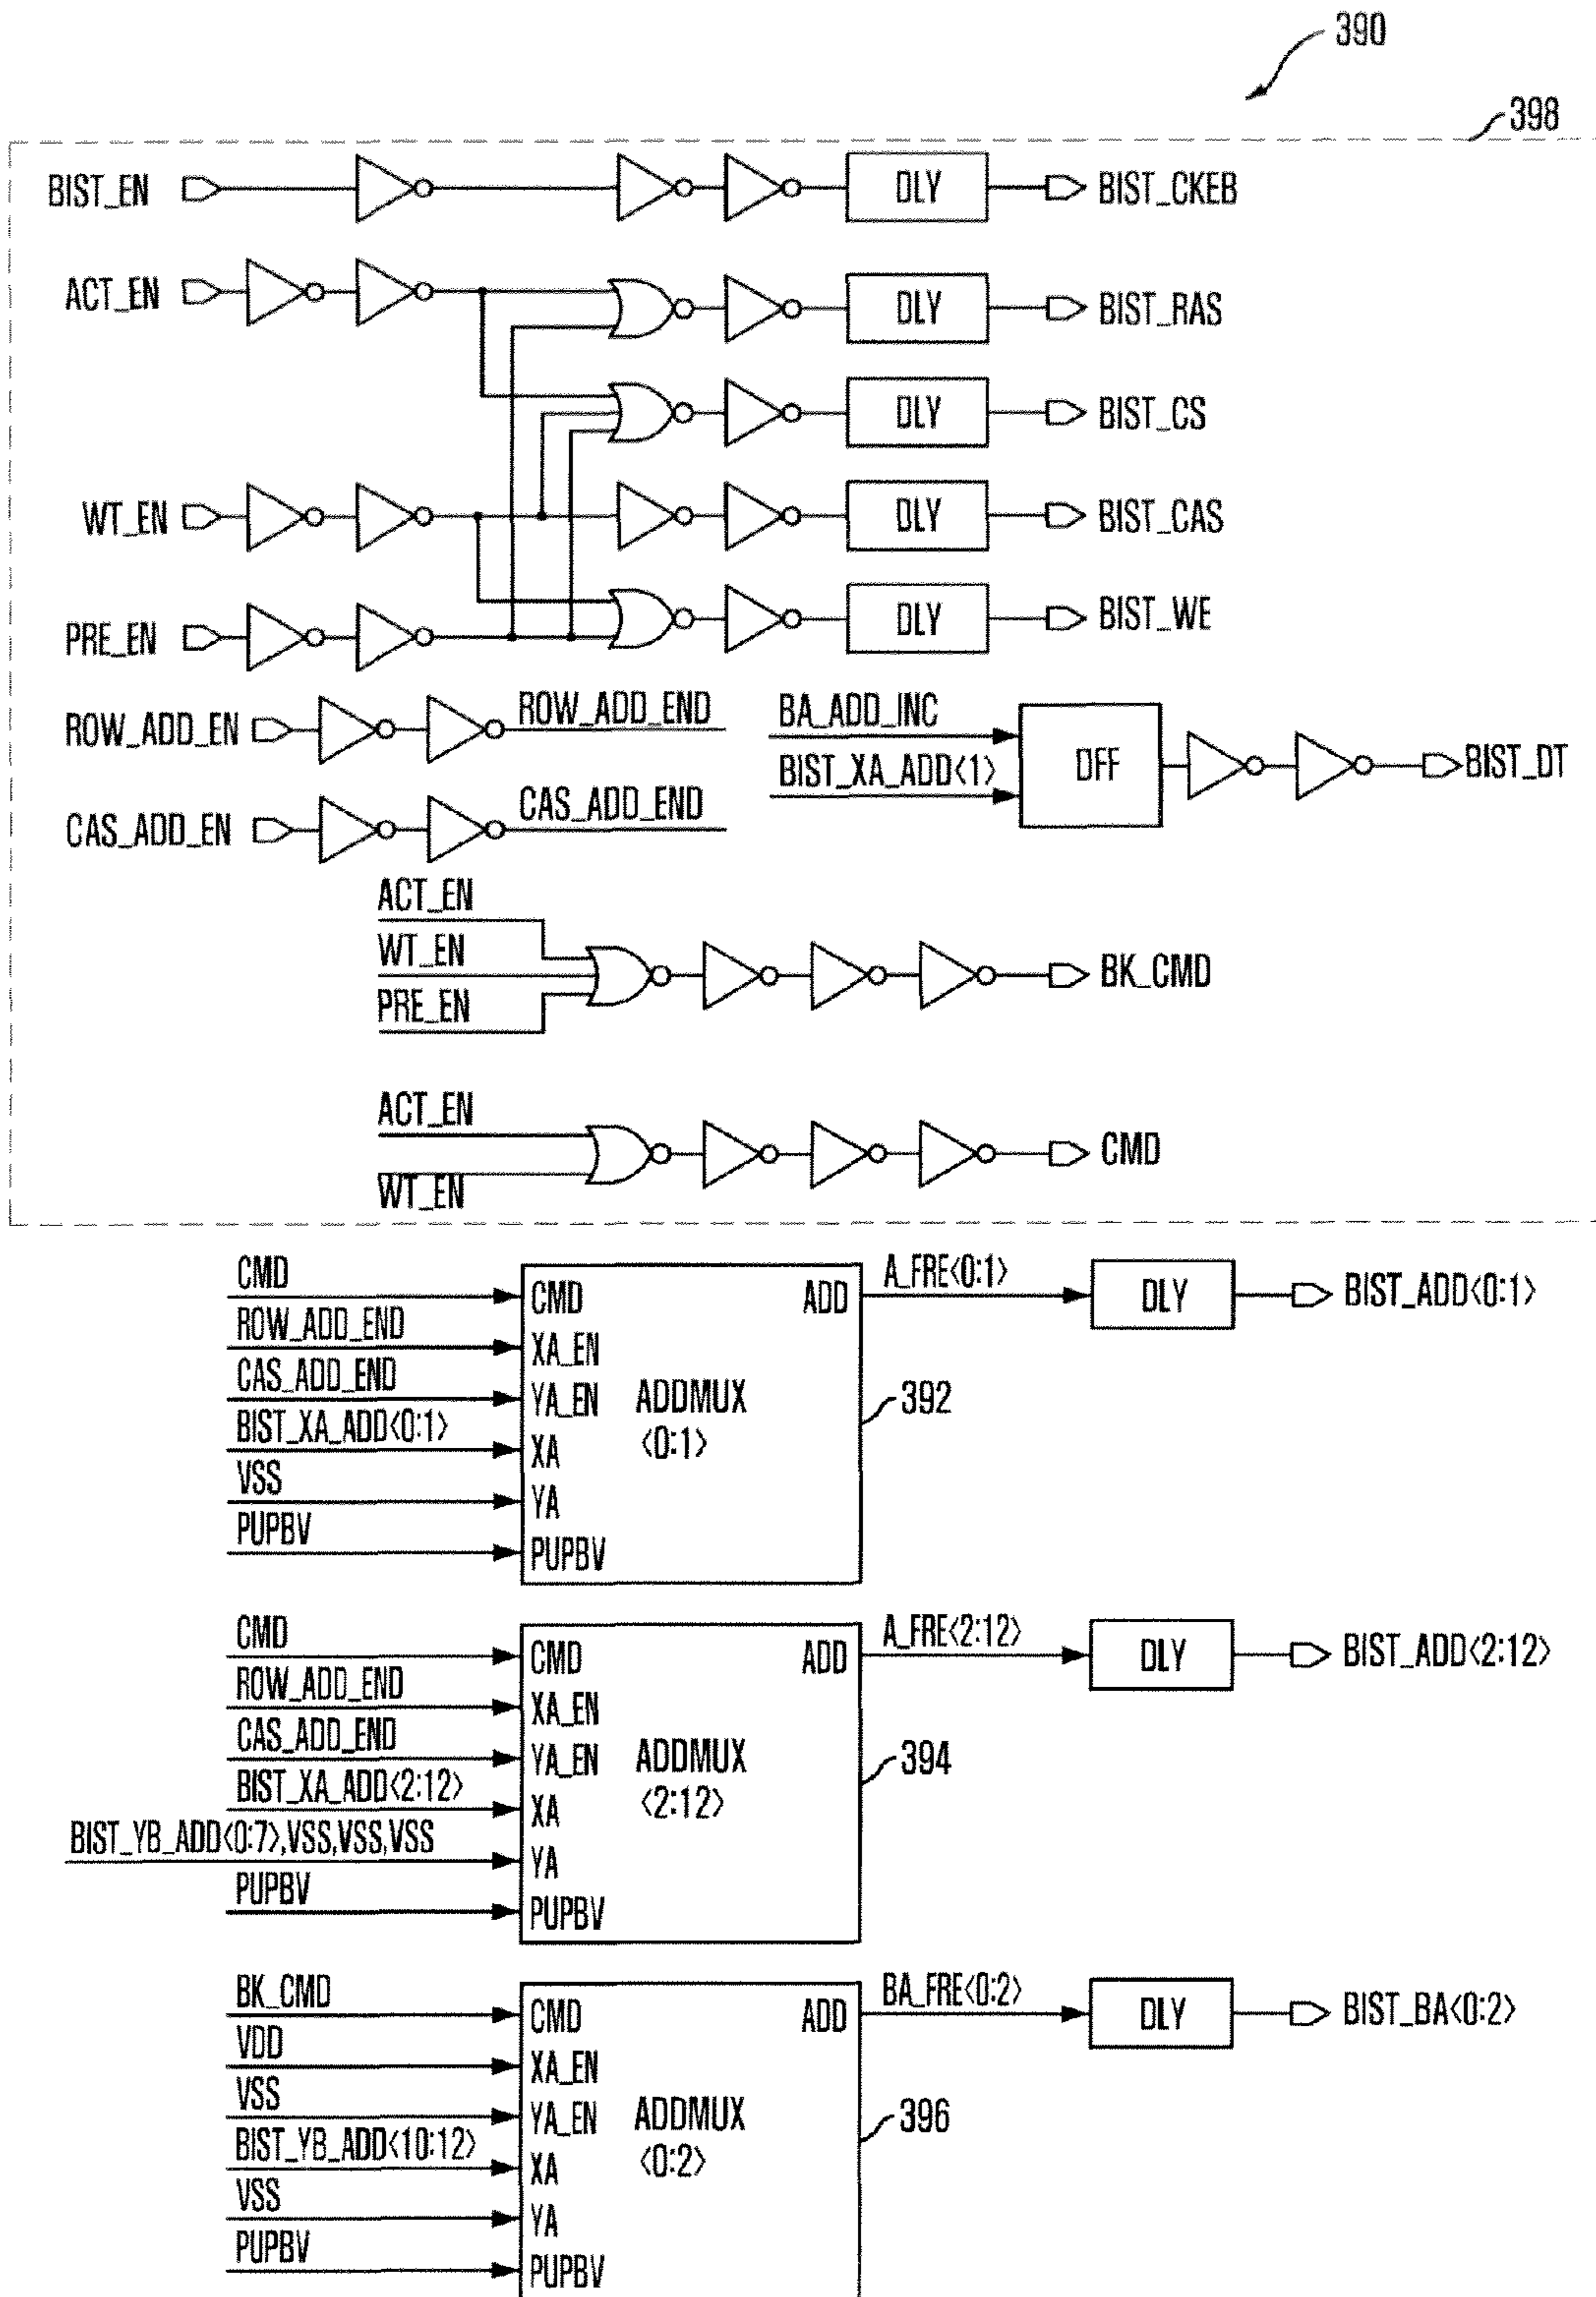 390
398
BIST_EN DLY BIST_CKEB
ACT_EN DLY BIST_RAS
DLY BIST_CS
WT_EN DLY BIST_CAS
PRE_EN DLY BIST_WE
ROW_ADD_EN ROW_ADD_END
BA_ADD_INC
BIST_XA_ADD<1>
DFF BIST_DT
CAS_ADD_EN CAS_ADD_END
ACT_EN
WT_EN
PRE_EN
BK_CMD
ACT_EN
WT_EN
CMD
CMD
ROW_ADD_END
CAS_ADD_END
BIST_XA_ADD<0:1>
VSS
PUPBV
CMD
XA_EN
YA_EN
XA
YA
PUPBV
ADDMUX
<0:1>
ADD
392
A_FRE<0:1>
DLY
BIST_ADD<0:1>
CMD
ROW_ADD_END
CAS_ADD_END
BIST_XA_ADD<2:12>
BIST_YB_ADD<0:7>,VSS,VSS,VSS
PUPBV
CMD
XA_EN
YA_EN
XA
YA
PUPBV
ADDMUX
<2:12>
ADD
394
A_FRE<2:12>
DLY
BIST_ADD<2:12>
BK_CMD
VDD
VSS
BIST_YB_ADD<10:12>
VSS
PUPBV
CMD
XA_EN
YA_EN
XA
YA
PUPBV
ADDMUX
<0:2>
ADD
396
BA_FRE<0:2>
DLY
BIST_BA<0:2>